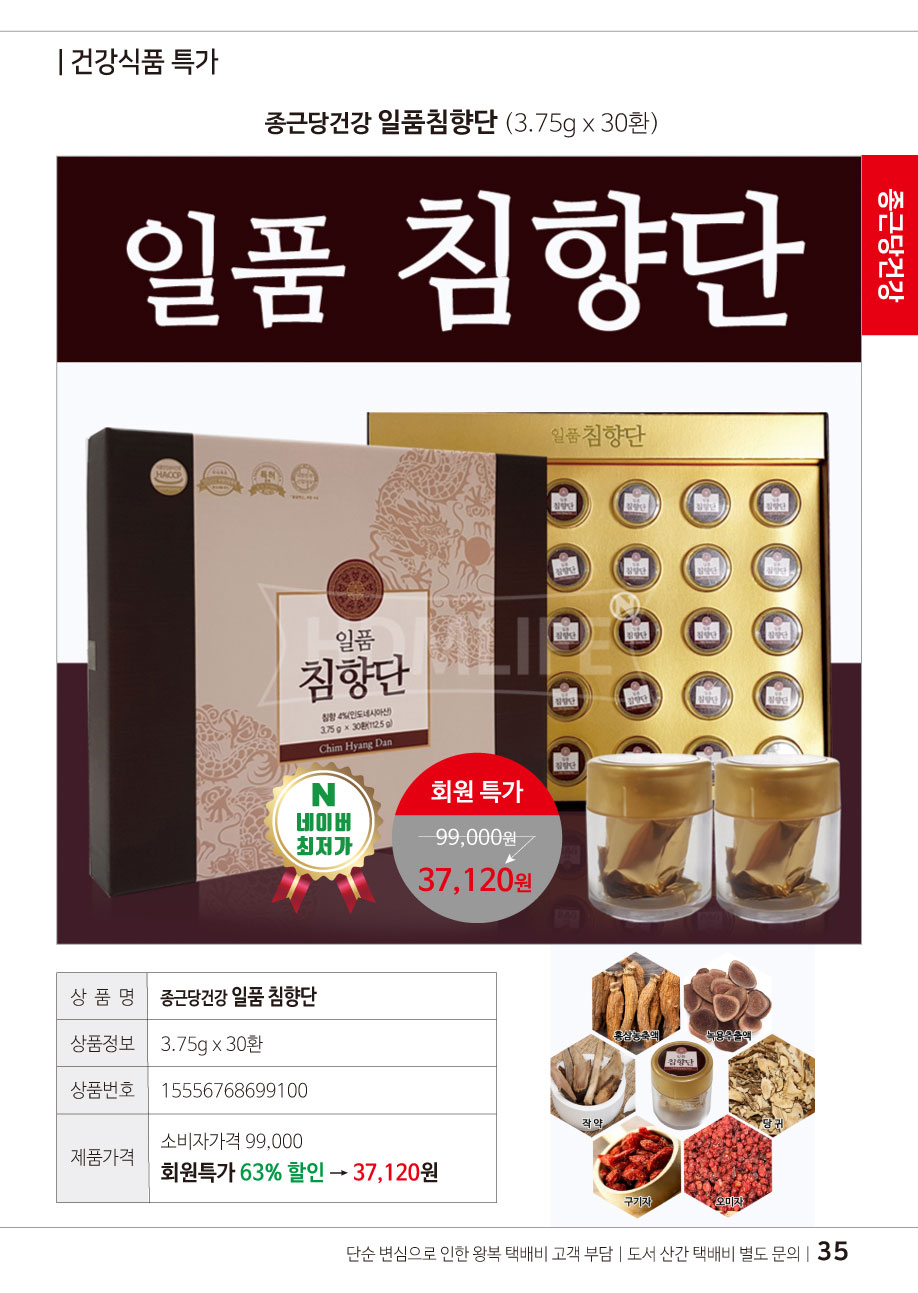 | 건강식품 특가
종근당건강 일품침향단 (3.75g x 30환)
종근당건강
일품 침향단
일품침향단
HACCP
특허
일품
침향단
침향 4%(인도네시아산)
3.75 g × 30환(112.5 g)
Chim Hyang Dan
HOMLIFE N
N
네이버
최저가
회원 특가
99,000원
37,120원
상 품 명 종근당건강 일품 침향단
상품정보 3.75g x 30환
상품번호 15556768699100
제품가격 소비자가격 99,000
회원특가 63% 할인 → 37,120원
홍삼농축액
녹용추출액
작약
일품
침향단
당귀
구기자
오미자
단순 변심으로 인한 왕복 택배비 고객 부담 | 도서 산간 택배비 별도 문의 | 35